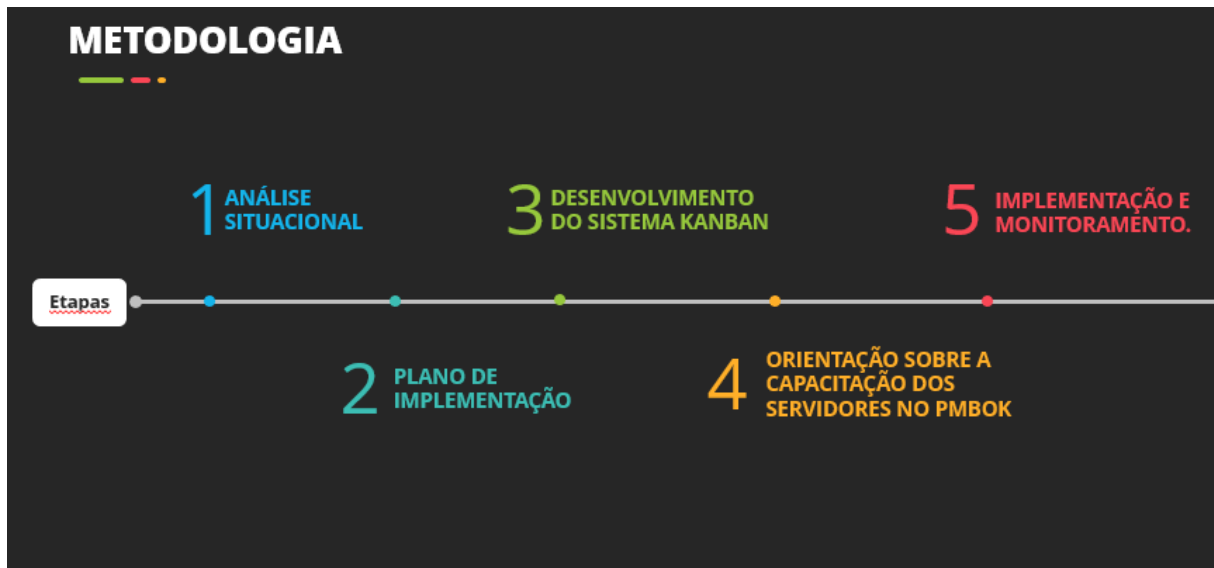 METODOLOGIA
1 ANÁLISE
SITUACIONAL
3 DESENVOLVIMENTO
DO SISTEMA KANBAN
5 IMPLEMENTAÇÃO E
MONITORAMENTO.
Etapas
2 PLANO DE
IMPLEMENTAÇÃO
4 ORIENTAÇÃO SOBRE A
CAPACITAÇÃO DOS
SERVIDORES NO PMBOK